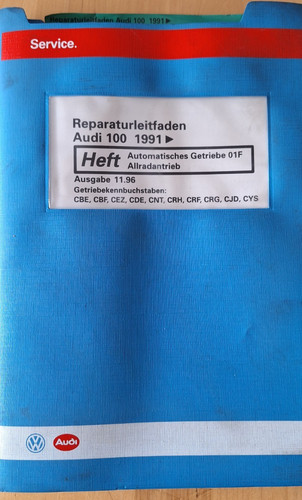 Reparaturleitfaden Audi 100 1991 ►
Service.
Reparaturleitfaden
Audi 100 1991 ►
Heft Automatisches Getriebe 01F
Allradantrieb
Ausgabe 11.96
Getriebekennbuchstaben:
CBE, CBF, CEZ, CDE, CNT, CRH, CRF, CRG, CJD, CYS
VW Audi